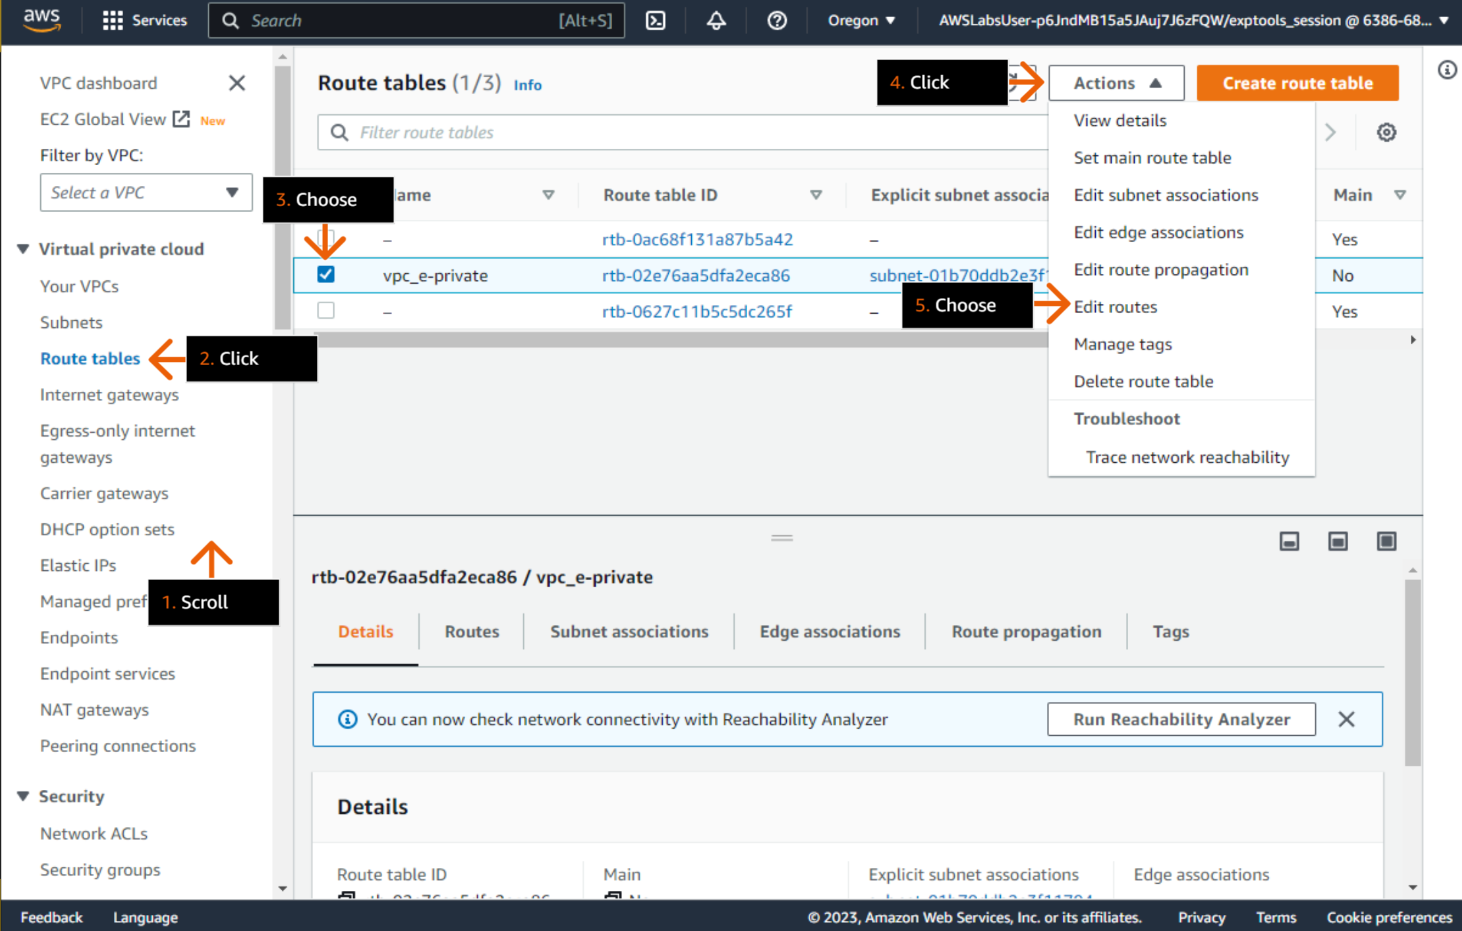 aws
Services
Search
[Alt+S]
Oregon
AWSLabsUser-p6JndMB15a5JAuj7J6zFQW/exptools_session @ 6386-68...
VPC dashboard
EC2 Global View
New
Filter by VPC:
Select a VPC
Virtual private cloud
Your VPCs
Subnets
Route tables
2. Click
Internet gateways
Egress-only internet
gateways
Carrier gateways
DHCP option sets
Elastic IPs
Managed pref
1. Scroll
Endpoints
Endpoint services
NAT gateways
Peering connections
Security
Network ACLs
Security groups
Route tables (1/3) Info
4. Click
Actions
Create route table
Filter route tables
3. Choose
ame
Route table ID
Explicit subnet associa
Main
–
rtb-0ac68f131a87b5a42
–
Yes
vpc_e-private
rtb-02e76aa5dfa2eca86
subnet-01b70ddb2e3f1
No
–
rtb-0627c11b5c5dc265f
–
Yes
5. Choose
View details
Set main route table
Edit subnet associations
Edit edge associations
Edit route propagation
Edit routes
Manage tags
Delete route table
Troubleshoot
Trace network reachability
rtb-02e76aa5dfa2eca86 / vpc_e-private
Details
Routes
Subnet associations
Edge associations
Route propagation
Tags
You can now check network connectivity with Reachability Analyzer
Run Reachability Analyzer
Details
Route table ID
Main
Explicit subnet associations
Edge associations
Feedback
Language
© 2023, Amazon Web Services, Inc. or its affiliates.
Privacy
Terms
Cookie preferences